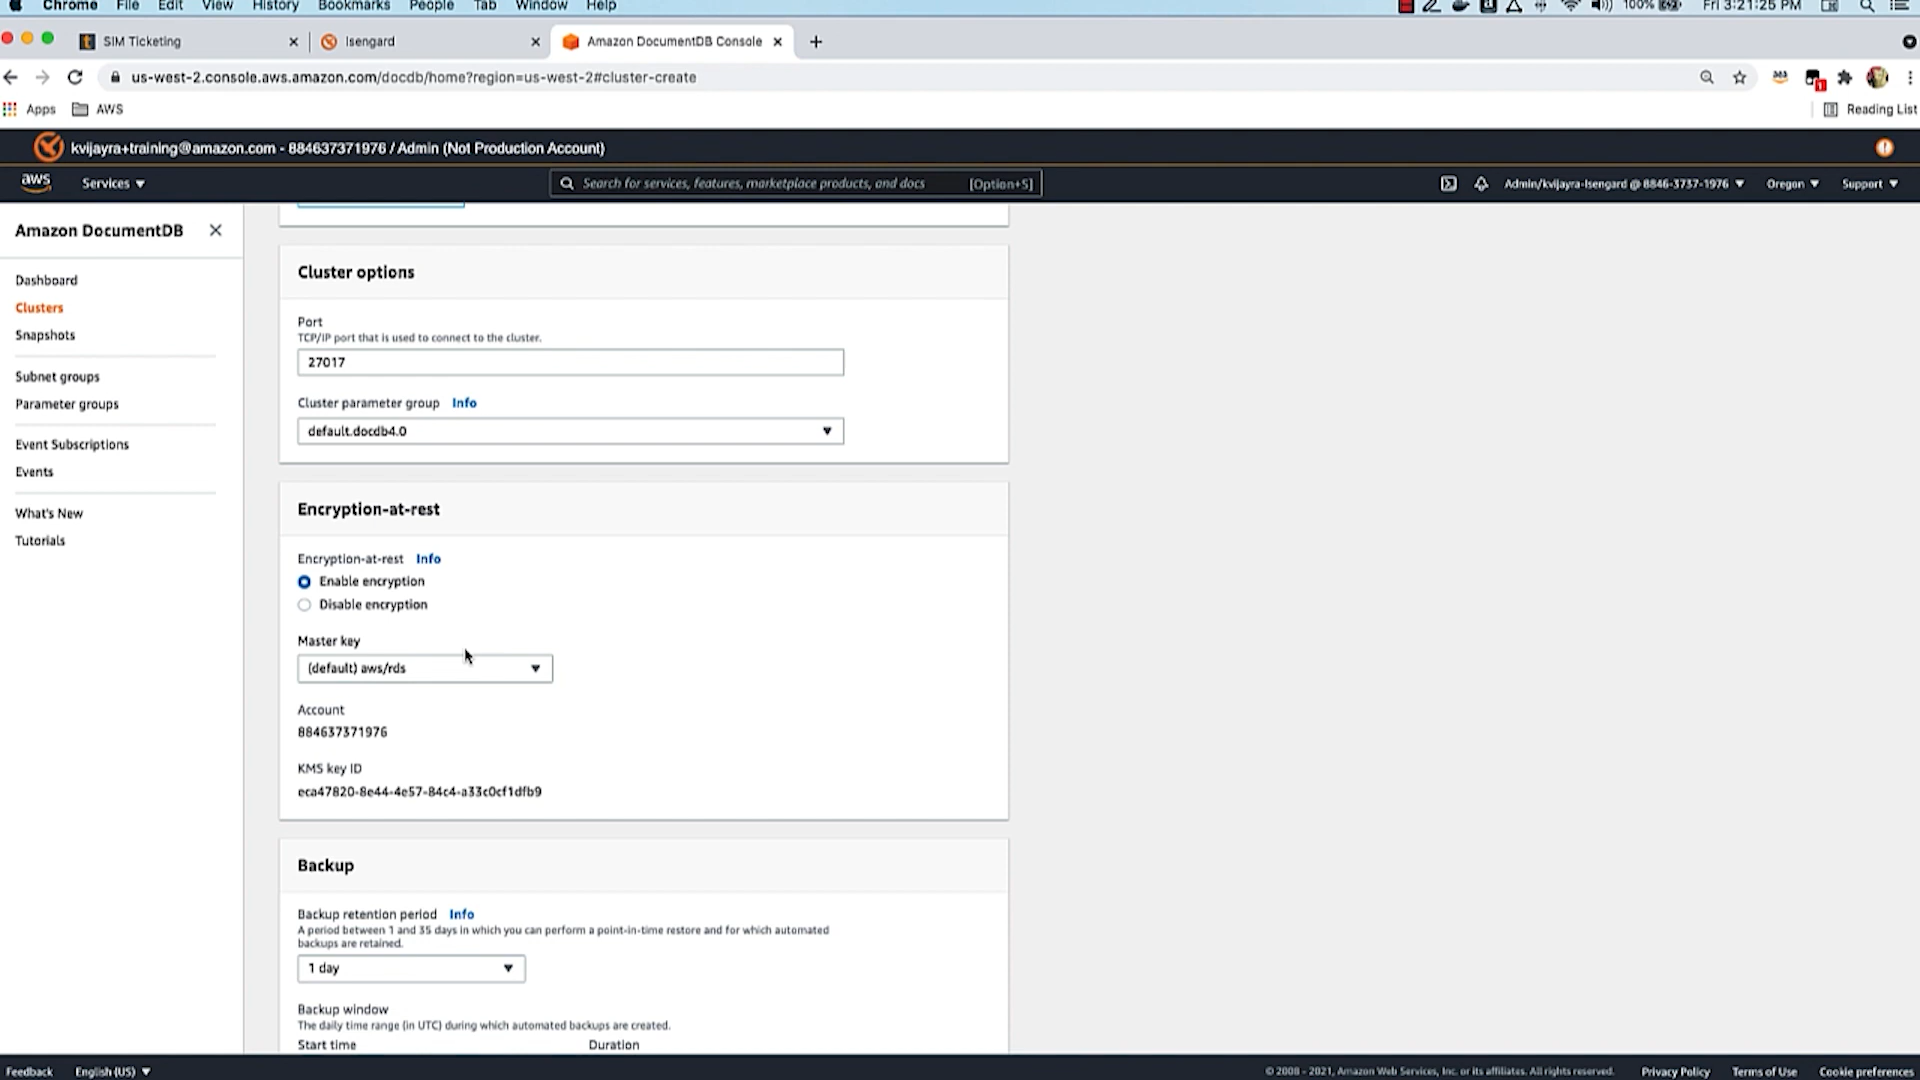 Chrome File Edit View History Bookmarks People Tab Window Help 100% Fri 3:21:25 PM
SIM Ticketing
Isengard
Amazon DocumentDB Console
us-west-2.console.aws.amazon.com/docdb/home?region=us-west-2#cluster-create
Apps AWS Reading List
kvijayra+training@amazon.com - 884637371976 / Admin (Not Production Account)
aws Services Search for services, features, marketplace products, and docs [Option+S] Admin/kvijayra-Isengard @ 8846-3737-1976 Oregon Support
Amazon DocumentDB
Dashboard
Clusters
Snapshots
Subnet groups
Parameter groups
Event Subscriptions
Events
What's New
Tutorials
Cluster options
Port
TCP/IP port that is used to connect to the cluster.
27017
Cluster parameter group Info
default.docdb4.0
Encryption-at-rest
Encryption-at-rest Info
Enable encryption
Disable encryption
Master key
(default) aws/rds
Account
884637371976
KMS key ID
eca47820-8e44-4e57-84c4-a33c0cf1dfb9
Backup
Backup retention period Info
A period between 1 and 35 days in which you can perform a point-in-time restore and for which automated
backups are retained.
1 day
Backup window
The daily time range (in UTC) during which automated backups are created.
Start time Duration
Feedback English (US) © 2008 - 2021, Amazon Web Services, Inc. or its affiliates. All rights reserved. Privacy Policy Terms of Use Cookie preferences